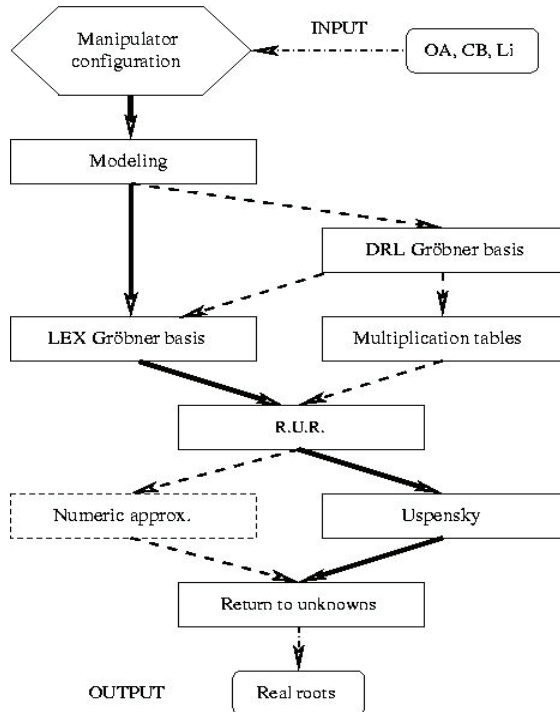 INPUT
Manipulator
configuration
OA, CB, Li
Modeling
DRL Gröbner basis
LEX Gröbner basis
Multiplication tables
R.U.R.
Numeric approx.
Uspensky
Return to unknowns
OUTPUT
Real roots